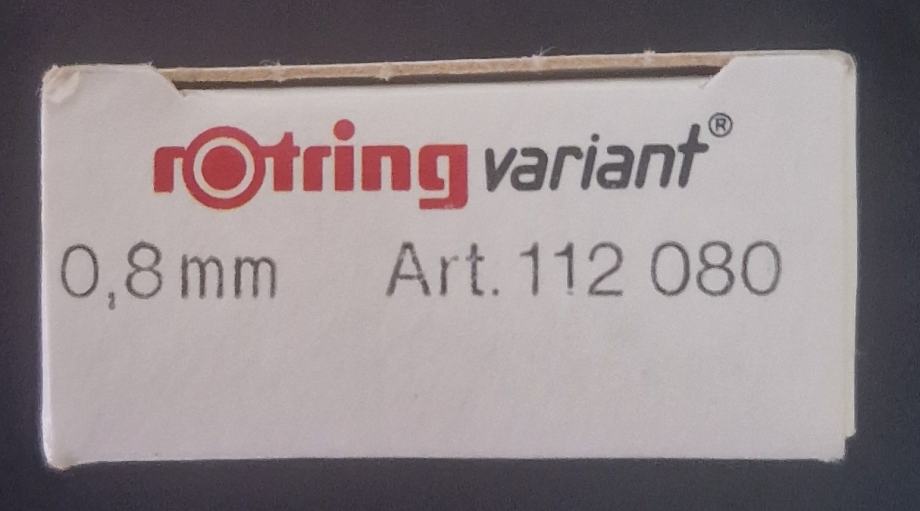 rotring variant®
0,8 mm Art. 112 080